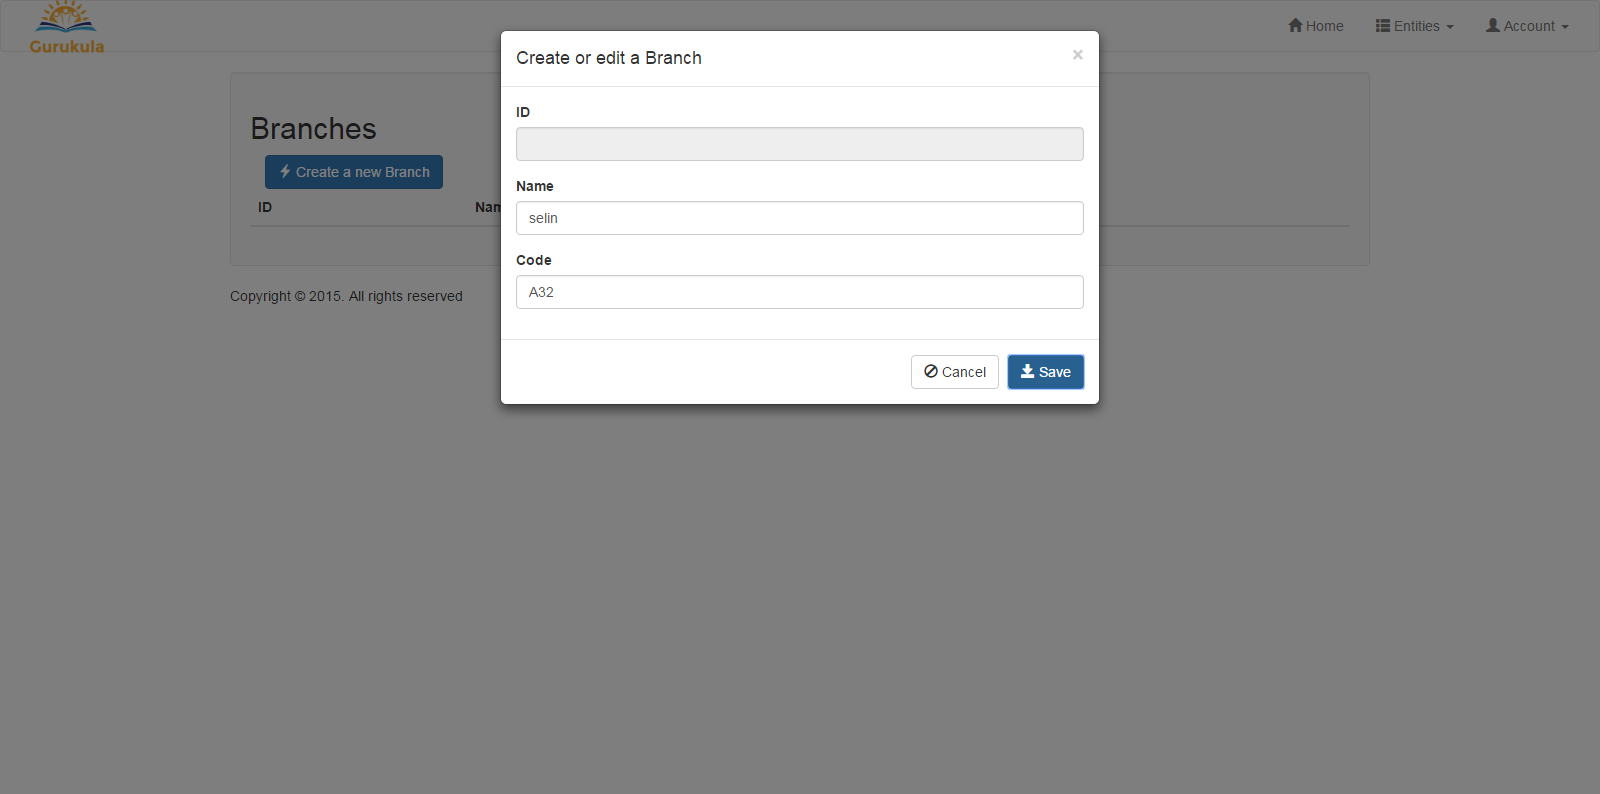 Gurukula
Home
Entities
Account
Branches
Create a new Branch
ID
Nam
Copyright © 2015. All rights reserved
Create or edit a Branch
×
ID
Name
selin
Code
A32
Cancel
Save